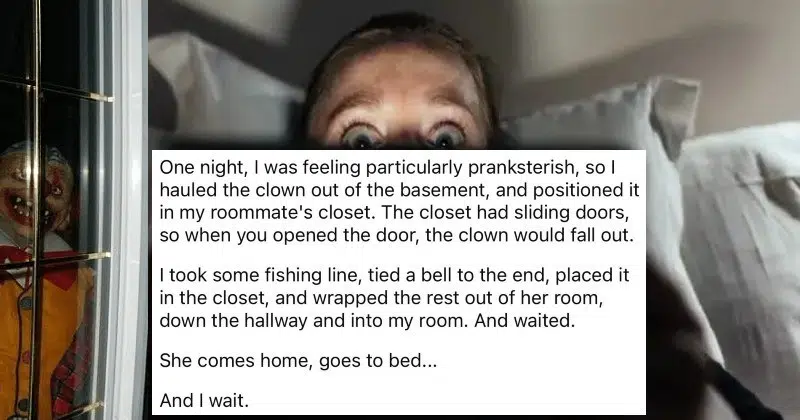 One night, I was feeling particularly pranksterish, so I
hauled the clown out of the basement, and positioned it
in my roommate's closet. The closet had sliding doors,
so when you opened the door, the clown would fall out.
I took some fishing line, tied a bell to the end, placed it
in the closet, and wrapped the rest out of her room,
down the hallway and into my room. And waited.
She comes home, goes to bed...
And I wait.